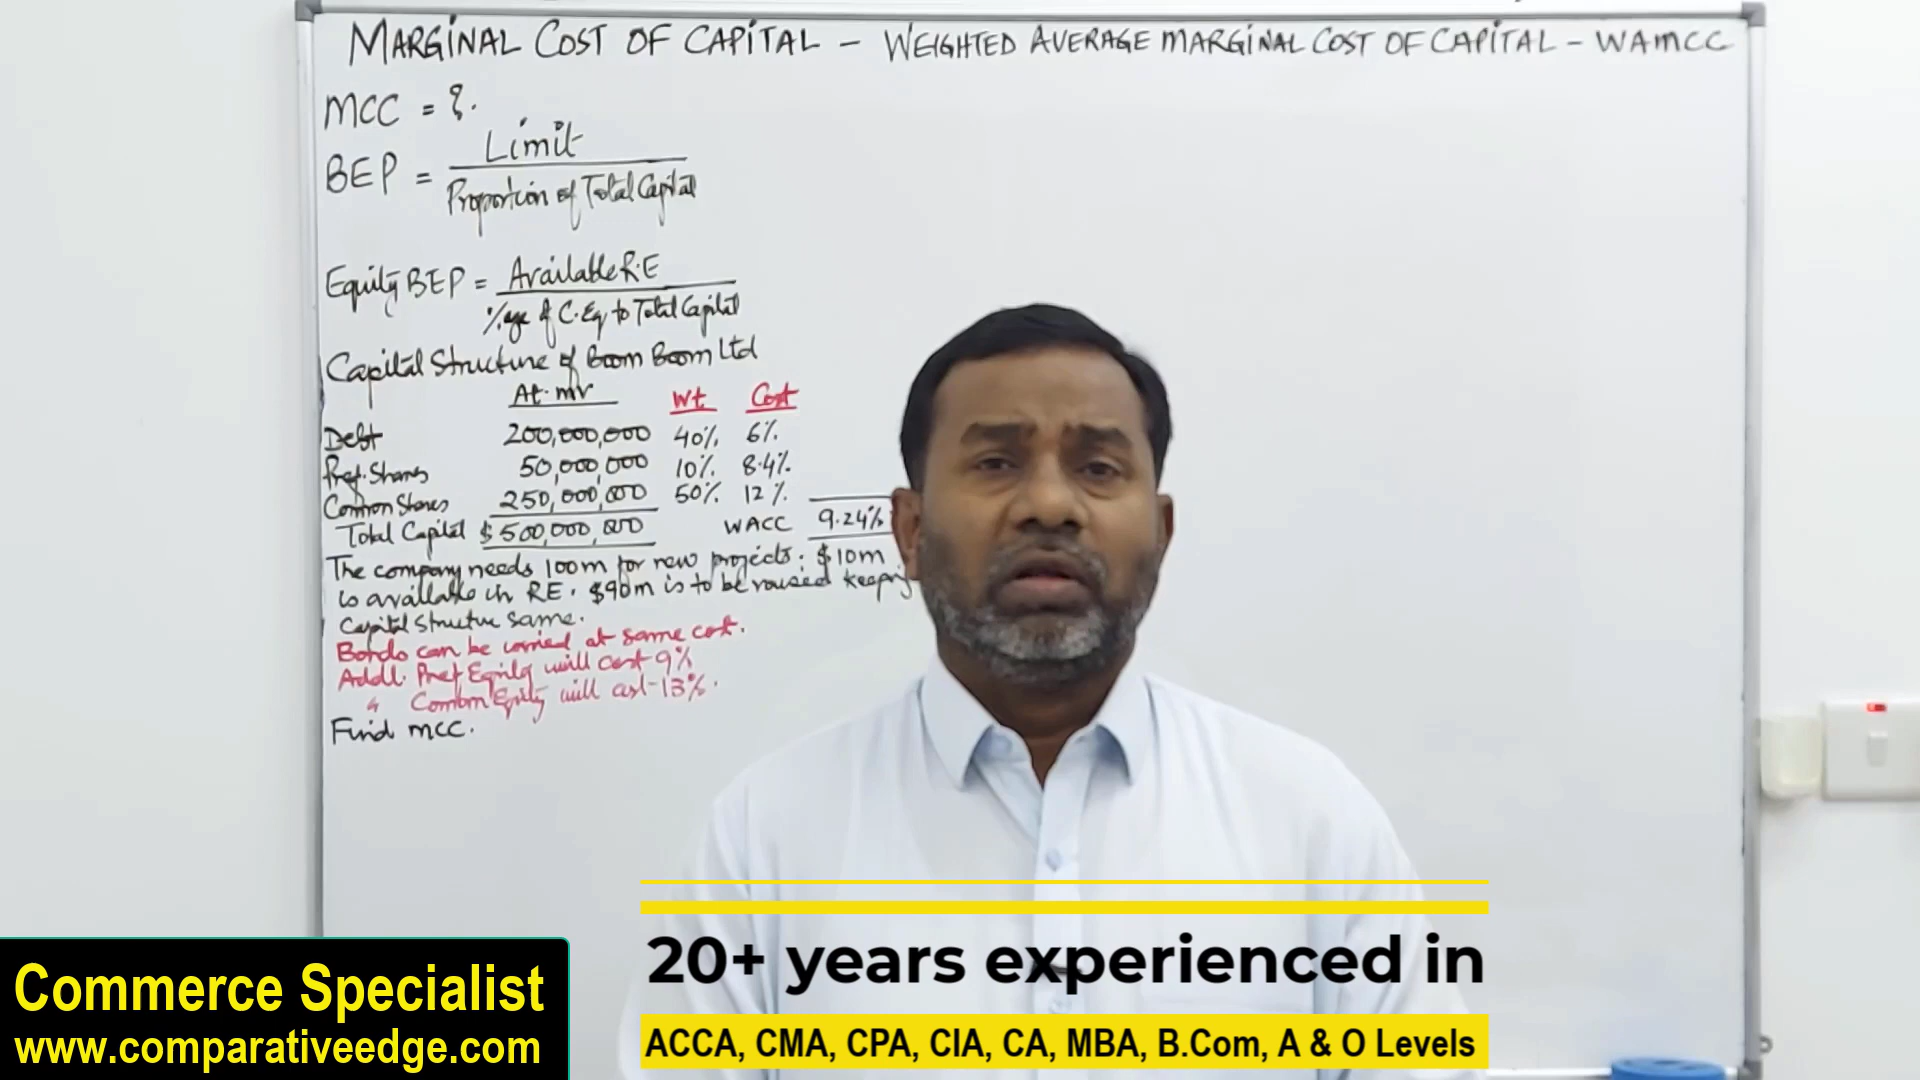 MARGINAL COST OF CAPITAL – WEIGHTED AVERAGE MARGINAL COST OF CAPITAL – WAMCC
MCC = ?.
BEP = Limit
Proportion of Total Capital
Equity BEP = Available R.E
%age of C.Eq to Total Capital
Capital Structure of Boom Boom Ltd
At mv Wt Cost
Debt 200,000,000 40% 6%
Pref. Shares 50,000,000 10% 8.4%
Common Shares 250,000,000 50% 12%
Total Capital $500,000,000 WACC 9.24%
The company needs 100m for new projects. $10m
is available in RE. $90m is to be raised keeping
Capital Structure same.
Bonds can be at same cost.
Addl. Pref Equity will cost 9%
" Common Equity will cost 13%.
Find MCC.
20+ years experienced in
ACCA, CMA, CPA, CIA, CA, MBA, B.Com, A & O Levels
Commerce Specialist
www.comparativeedge.com